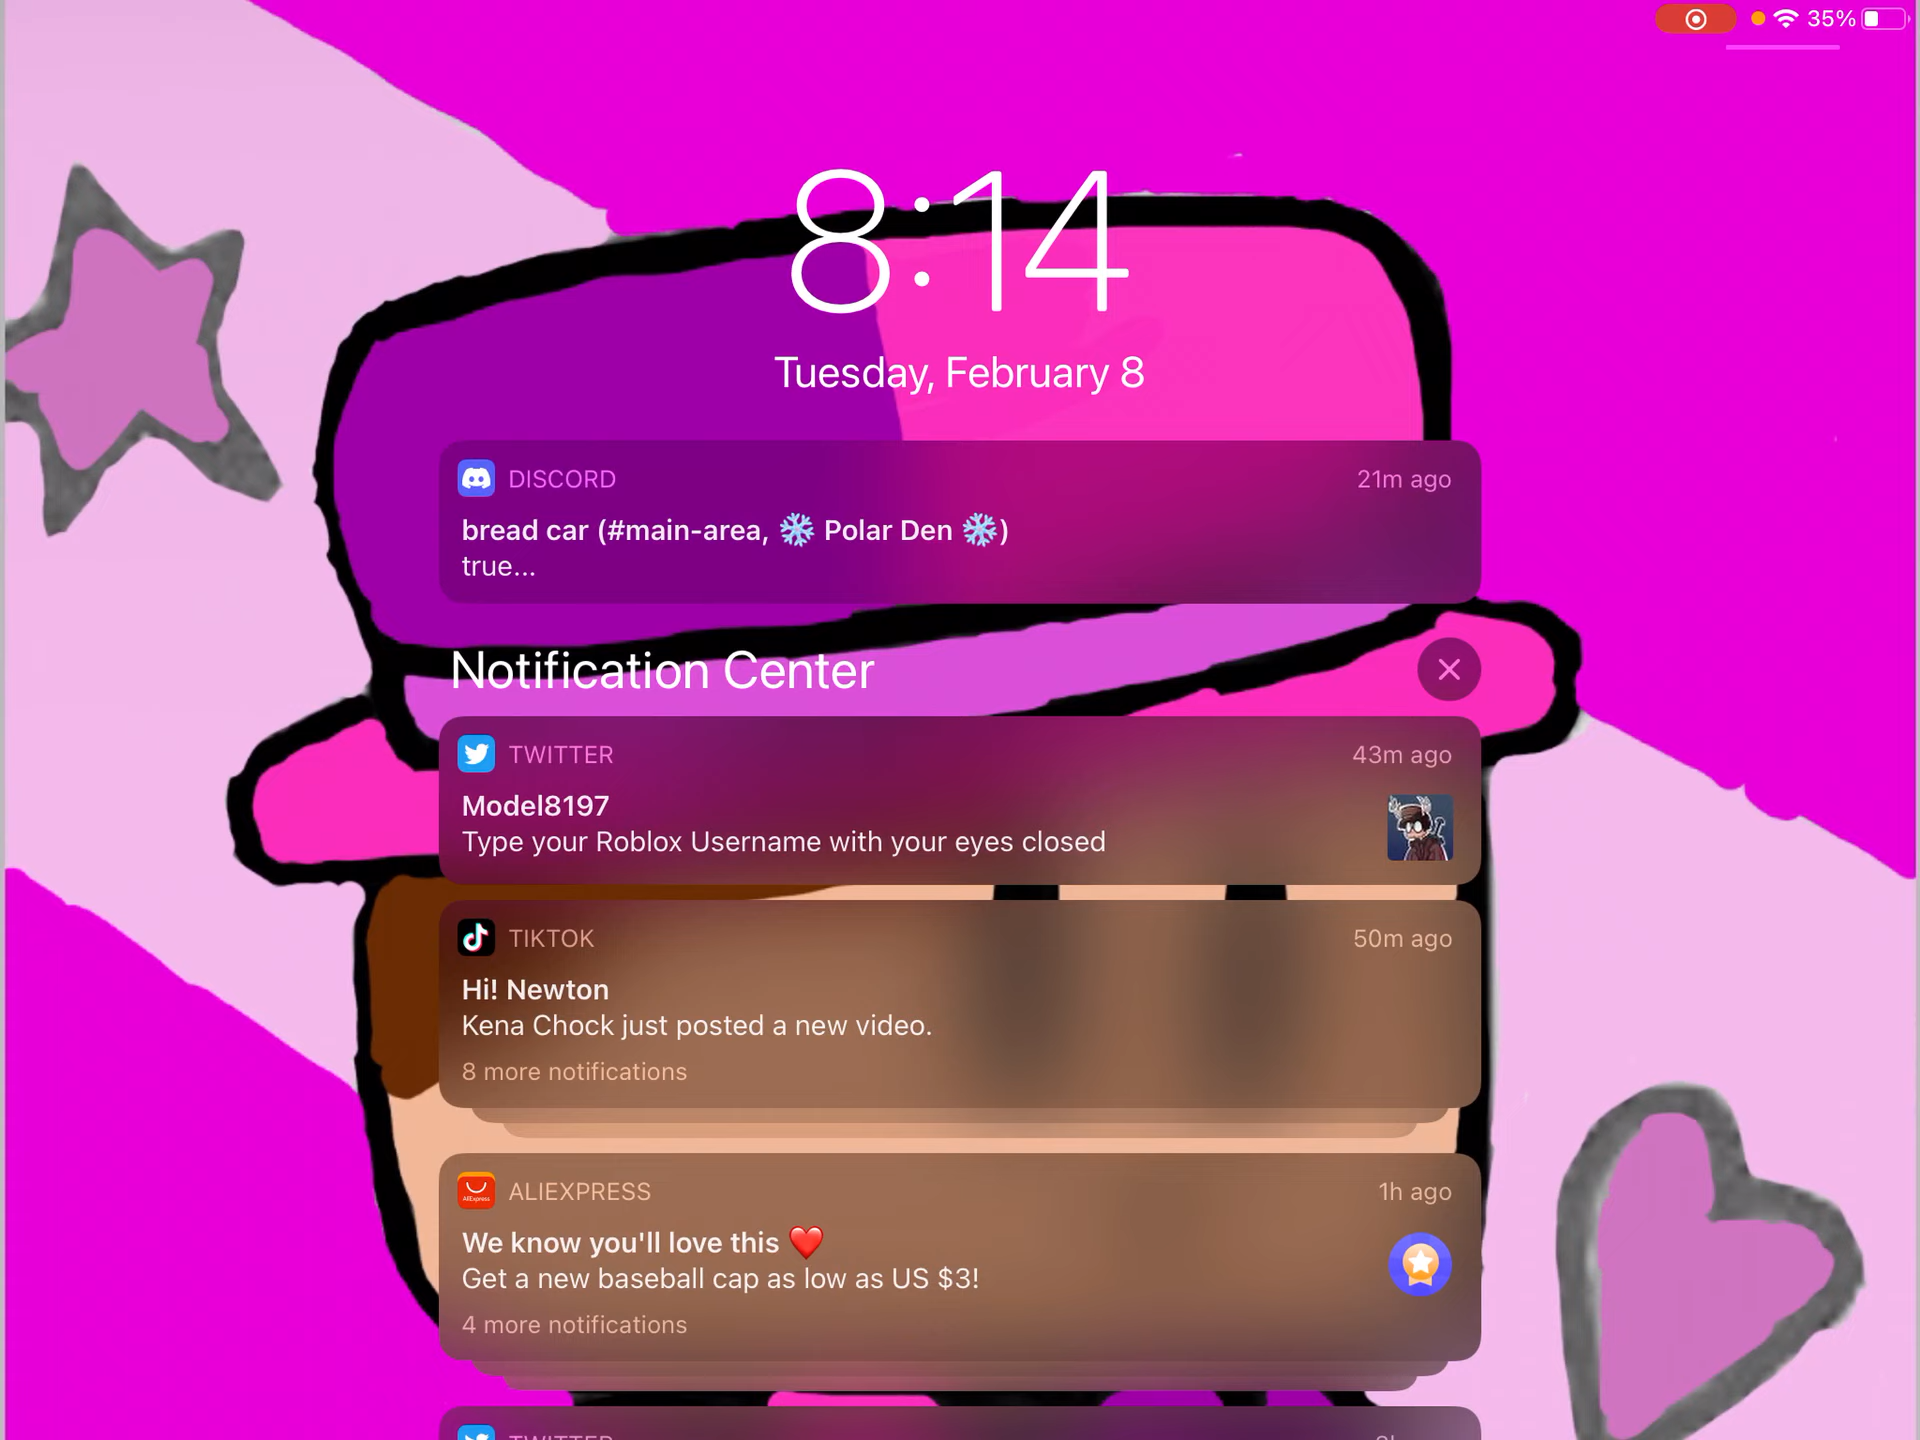 35%
8:14
Tuesday, February 8
DISCORD 21m ago
bread car (#main-area, ❄️ Polar Den ❄️)
true...
Notification Center
TWITTER 43m ago
Model8197
Type your Roblox Username with your eyes closed
TIKTOK 50m ago
Hi! Newton
Kena Chock just posted a new video.
8 more notifications
AliExpress
ALIEXPRESS 1h ago
We know you'll love this ❤️
Get a new baseball cap as low as US $3!
4 more notifications
TWITTER